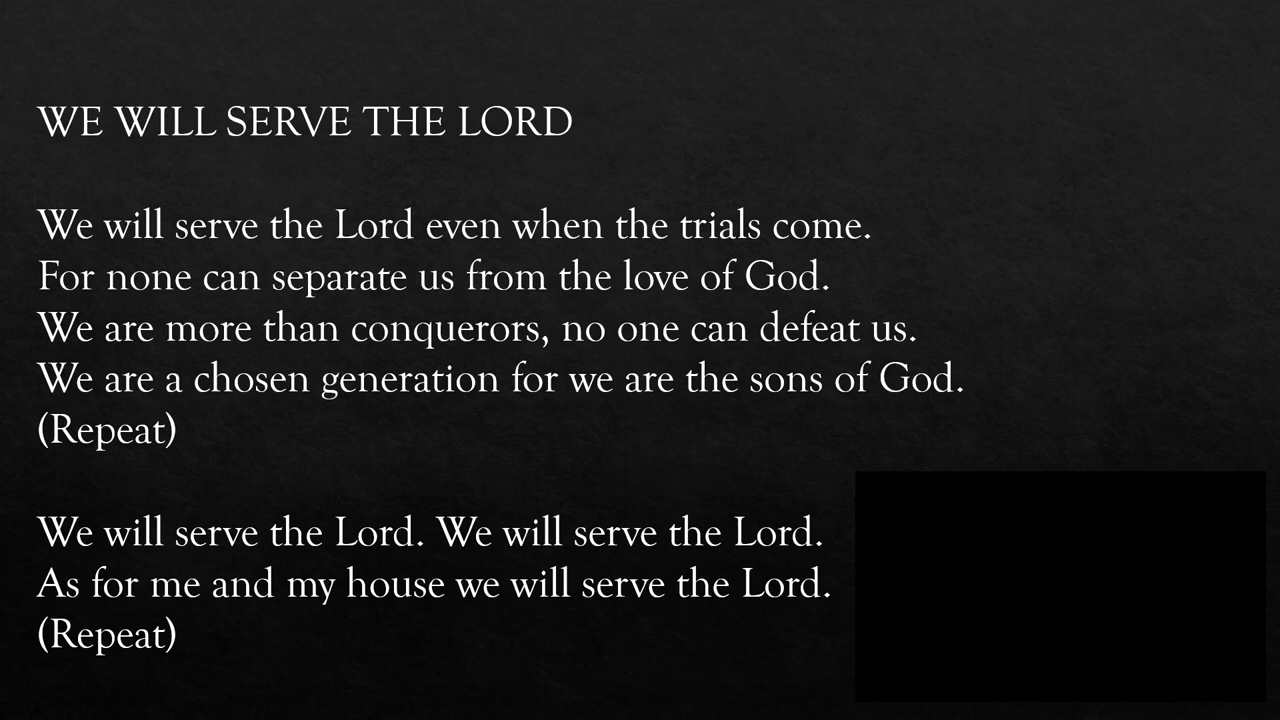 WE WILL SERVE THE LORD
We will serve the Lord even when the trials come.
For none can separate us from the love of God.
We are more than conquerors, no one can defeat us.
We are a chosen generation for we are the sons of God.
(Repeat)
We will serve the Lord. We will serve the Lord.
As for me and my house we will serve the Lord.
(Repeat)